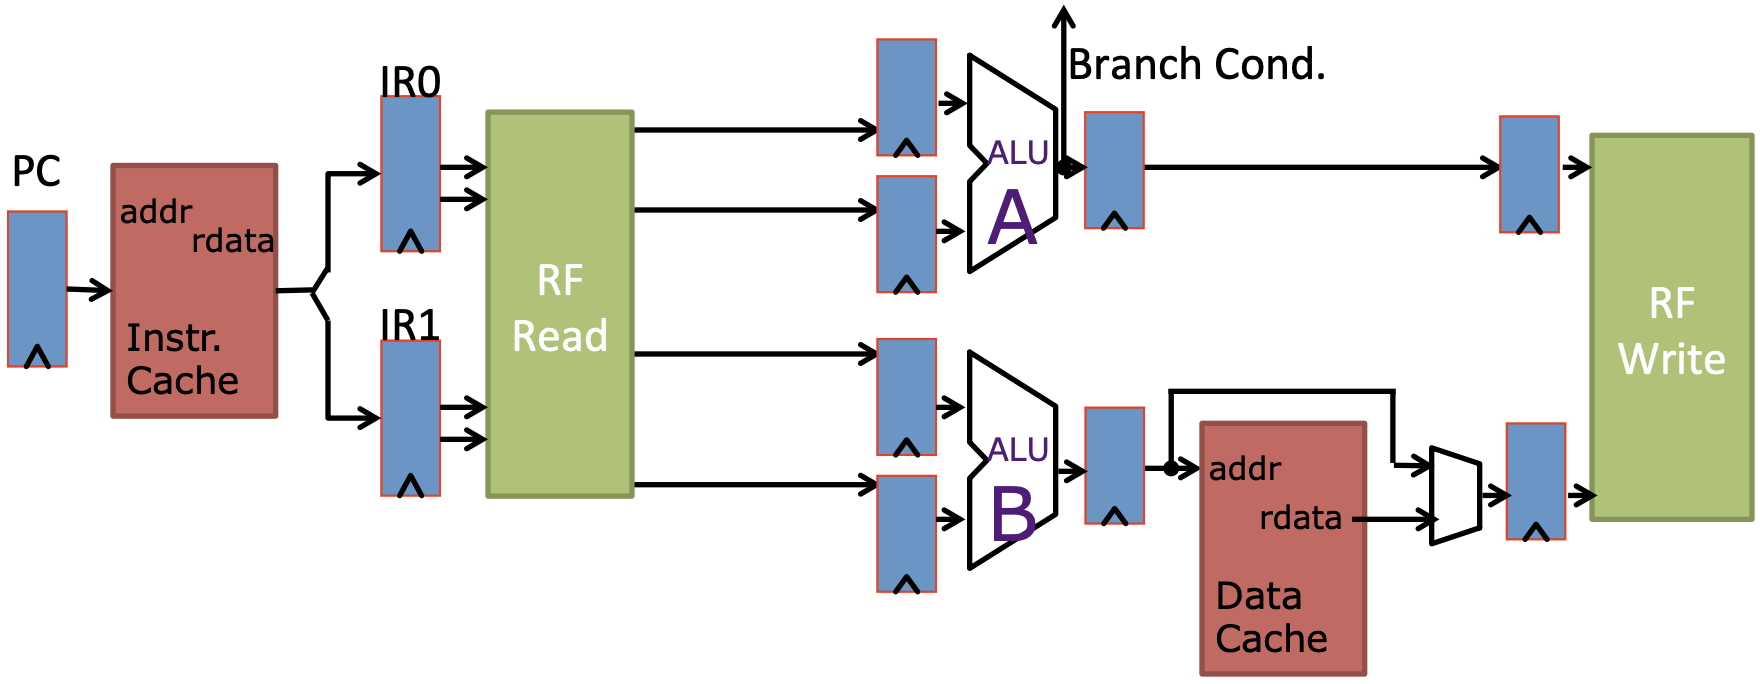 PC
addr
rdata
Instr.
Cache
IR0
IR1
RF
Read
ALU
A
Branch Cond.
ALU
B
addr
rdata
Data
Cache
RF
Write